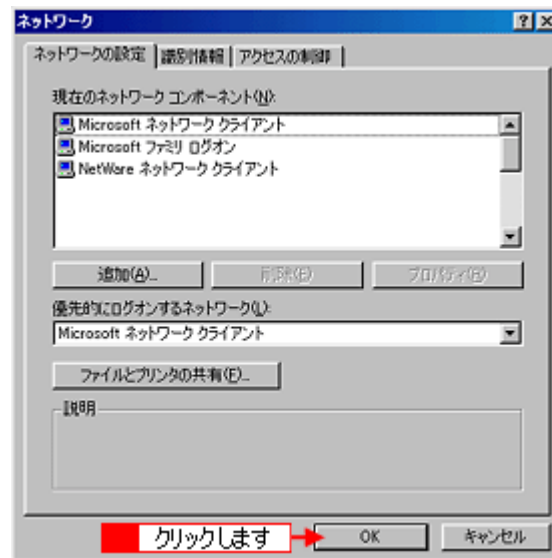 ネットワーク
ネットワークの設定 識別情報 アクセスの制御
現在のネットワーク コンポーネント(N):
Microsoft ネットワーク クライアント
Microsoft ファミリ ログオン
NetWare ネットワーク クライアント
追加(A)... 削除(E) プロパティ(R)
優先的にログオンするネットワーク(L):
Microsoft ネットワーク クライアント
ファイルとプリンタの共有(F)...
説明
クリックします OK キャンセル